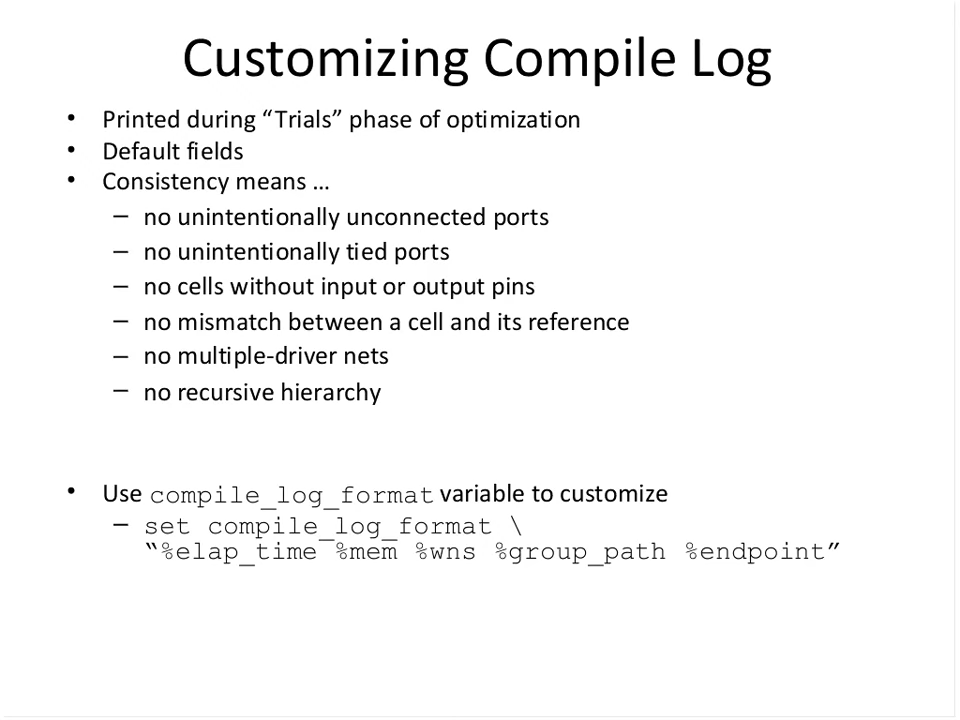 Customizing Compile Log
• Printed during “Trials” phase of optimization
• Default fields
• Consistency means …
– no unintentionally unconnected ports
– no unintentionally tied ports
– no cells without input or output pins
– no mismatch between a cell and its reference
– no multiple-driver nets
– no recursive hierarchy
• Use compile_log_format variable to customize
– set compile_log_format \
“%elap_time %mem %wns %group_path %endpoint”